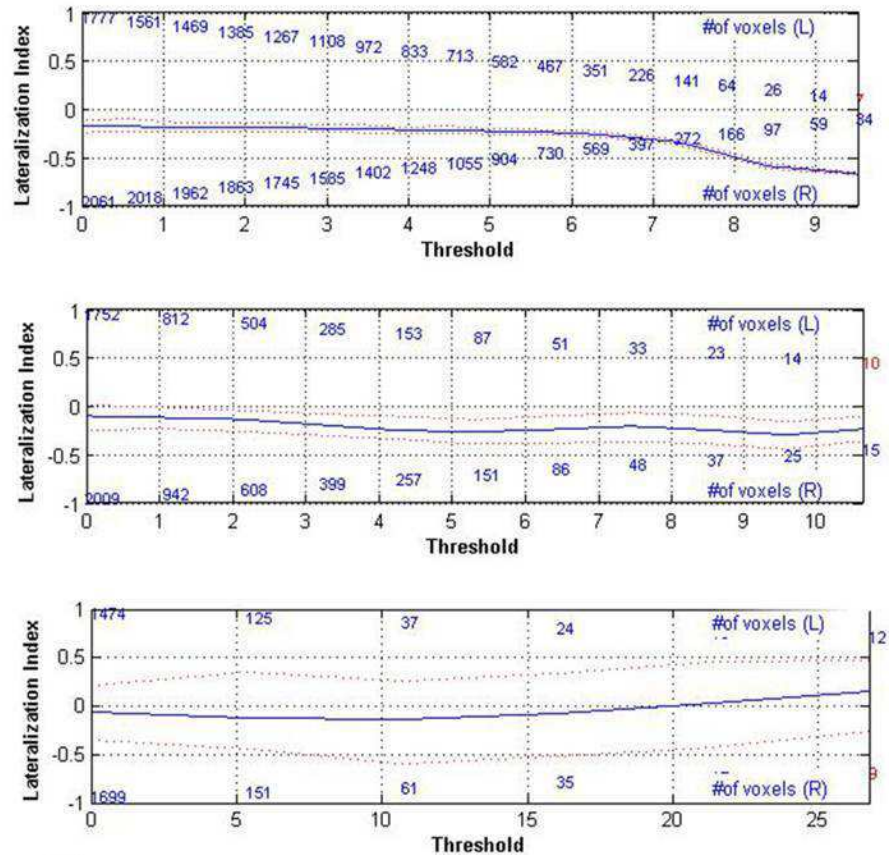 1777 1561 1469 1385 1267 1108 972 833 713 582 467 351 226 141 64 26 14 7
#of voxels (L)
1
0.5
0
-0.5
-1
Lateralization Index
2061 2018 1962 1863 1745 1585 1402 1248 1055 904 730 569 397 272 166 97 59 34
#of voxels (R)
0 1 2 3 4 5 6 7 8 9
Threshold
1752 812 504 285 153 87 51 33 23 14 10
#of voxels (L)
1
0.5
0
-0.5
-1
Lateralization Index
2009 942 608 399 257 151 86 48 37 25 15
#of voxels (R)
0 1 2 3 4 5 6 7 8 9 10
Threshold
1474 125 37 24 12
#of voxels (L)
1
0.5
0
-0.5
-1
Lateralization Index
1699 151 61 35 9
#of voxels (R)
0 5 10 15 20 25
Threshold